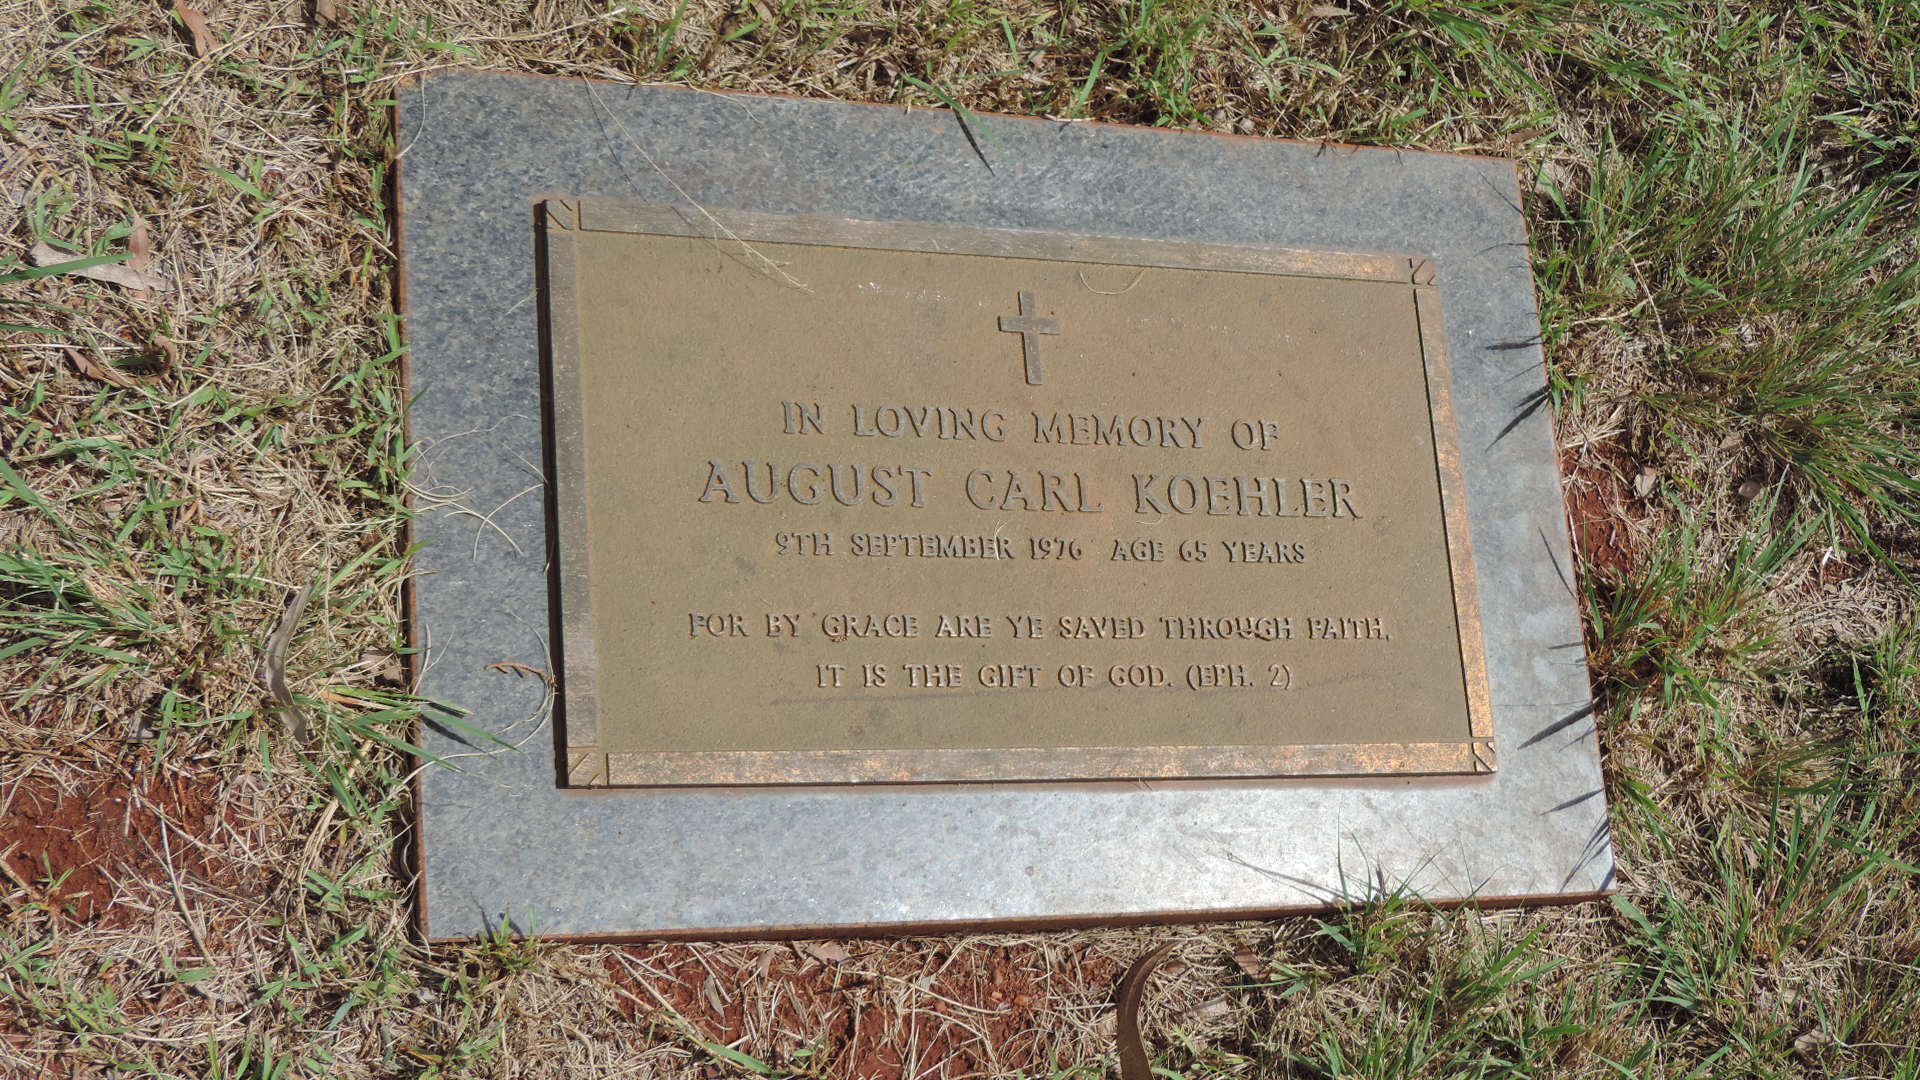 IN LOVING MEMORY OF
AUGUST CARL KOEHLER
9TH SEPTEMBER 1976 AGE 65 YEARS
FOR BY GRACE ARE YE SAVED THROUGH FAITH,
IT IS THE GIFT OF GOD. (EPH. 2)